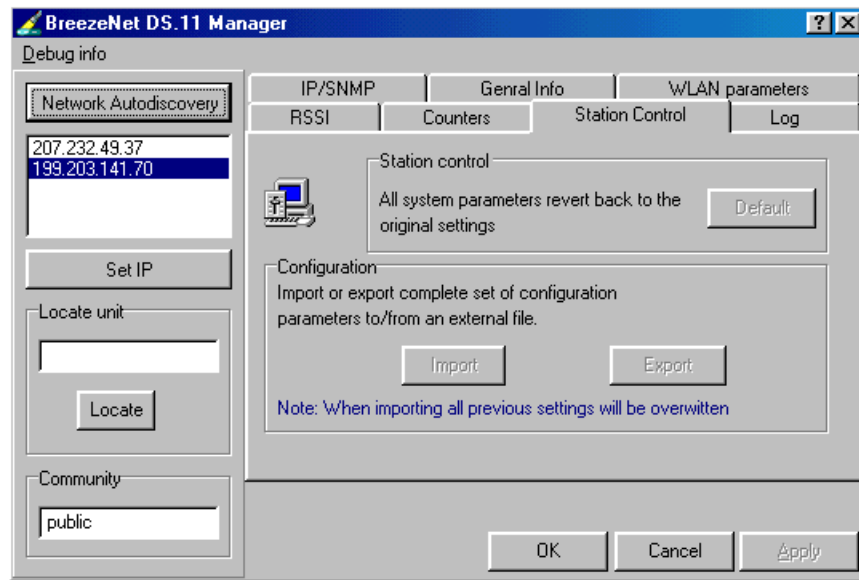 BreezeNet DS.11 Manager
Debug info
Network Autodiscovery
207.232.49.37
199.203.141.70
Set IP
Locate unit
Locate
Community
public
IP/SNMP
Genral Info
WLAN parameters
RSSI
Counters
Station Control
Log
Station control
All system parameters revert back to the
original settings
Default
Configuration
Import or export complete set of configuration
parameters to/from an external file.
Import
Export
Note: When importing all previous settings will be overwitten
OK
Cancel
Apply